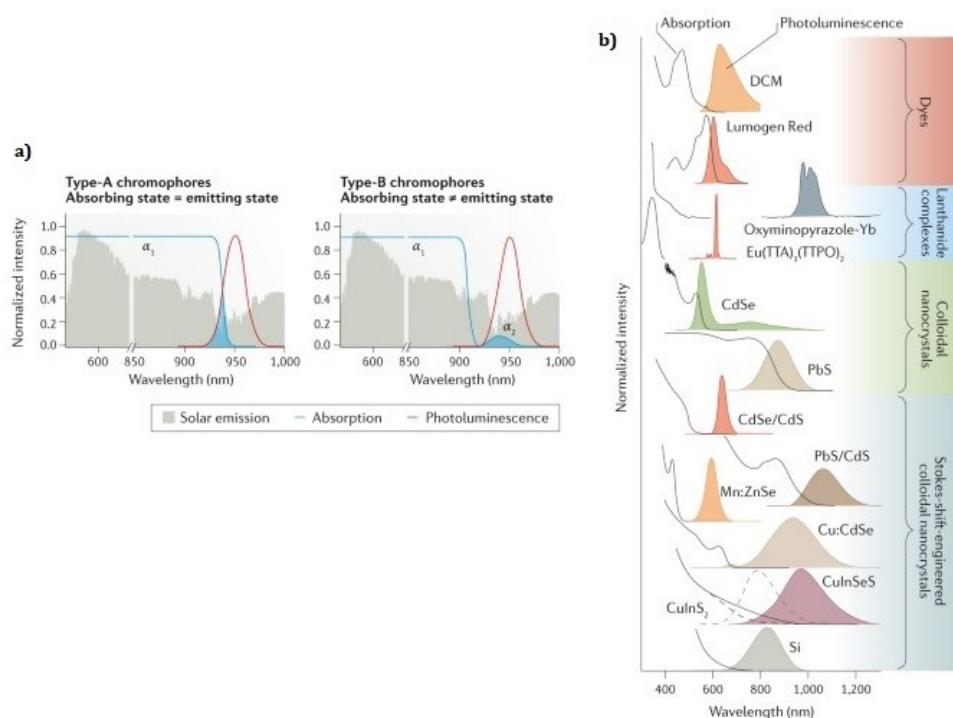 a)
Type-A chromophores
Absorbing state = emitting state
Normalized intensity
1.0
0.8
0.6
0.4
0.2
0.0
α1
600
850
900
950
1,000
Wavelength (nm)
Type-B chromophores
Absorbing state ≠ emitting state
1.0
0.8
0.6
0.4
0.2
0.0
α1
α2
600
850
900
950
1,000
Wavelength (nm)
Solar emission
Absorption
Photoluminescence
b)
Absorption
Photoluminescence
Normalized intensity
DCM
Lumogen Red
Oxyminopyrazole-Yb
Eu(TTA)3(TTPO)2
CdSe
PbS
CdSe/CdS
PbS/CdS
Mn:ZnSe
Cu:CdSe
CuInSeS
CuInS2
Si
Dyes
Lanthanide
complexes
Colloidal
nanocrystals
Stokes-shift-engineered
colloidal nanocrystals
400
600
800
1,000
1,200
Wavelength (nm)